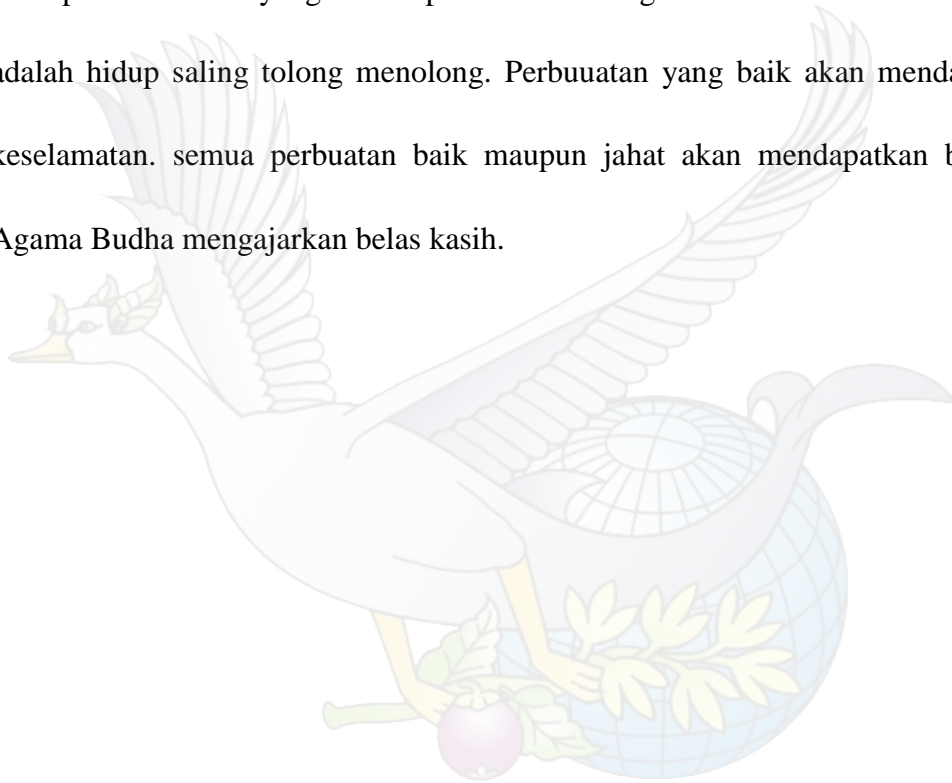 adalah hidup saling tolong menolong. Perbuuatan yang baik akan
keselamatan. semua perbuatan baik maupun jahat akan mendapatkan
Agama Budha mengajarkan belas kasih.